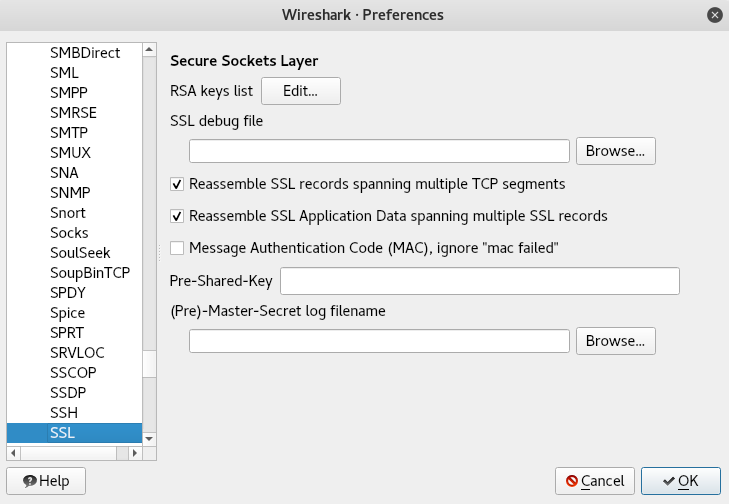 Wireshark · Preferences
SMBDirect
SML
SMPP
SMRSE
SMTP
SMUX
SNA
SNMP
Snort
Socks
SoulSeek
SoupBinTCP
SPDY
Spice
SPRT
SRVLOC
SSCOP
SSDP
SSH
SSL
Secure Sockets Layer
RSA keys list Edit...
SSL debug file
Browse...
Reassemble SSL records spanning multiple TCP segments
Reassemble SSL Application Data spanning multiple SSL records
Message Authentication Code (MAC), ignore "mac failed"
Pre-Shared-Key
(Pre)-Master-Secret log filename
Browse...
Help Cancel OK